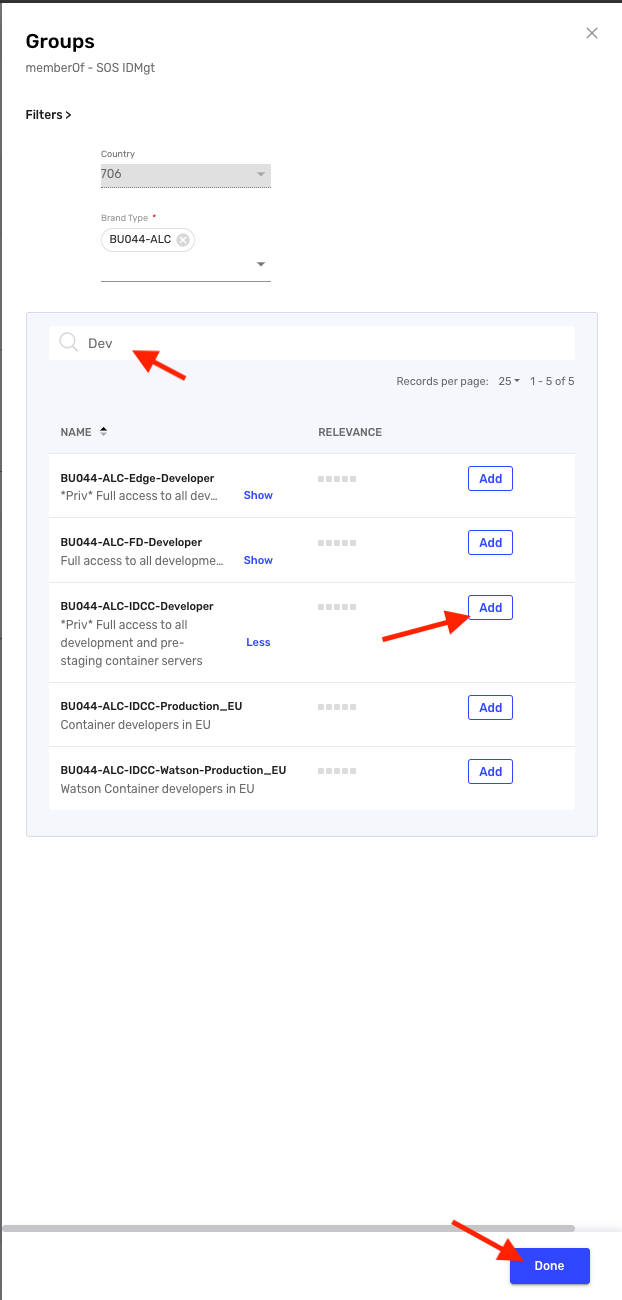 Groups
memberOf - SOS IDMgt
Filters >
Country
706
Brand Type *
BU044-ALC
Dev
Records per page: 25 1 - 5 of 5
NAME RELEVANCE
BU044-ALC-Edge-Developer Add
*Priv* Full access to all dev... Show
BU044-ALC-FD-Developer Add
Full access to all developme... Show
BU044-ALC-IDCC-Developer Add
*Priv* Full access to all
development and pre- Less
staging container servers
BU044-ALC-IDCC-Production_EU Add
Container developers in EU
BU044-ALC-IDCC-Watson-Production_EU Add
Watson Container developers in EU
Done